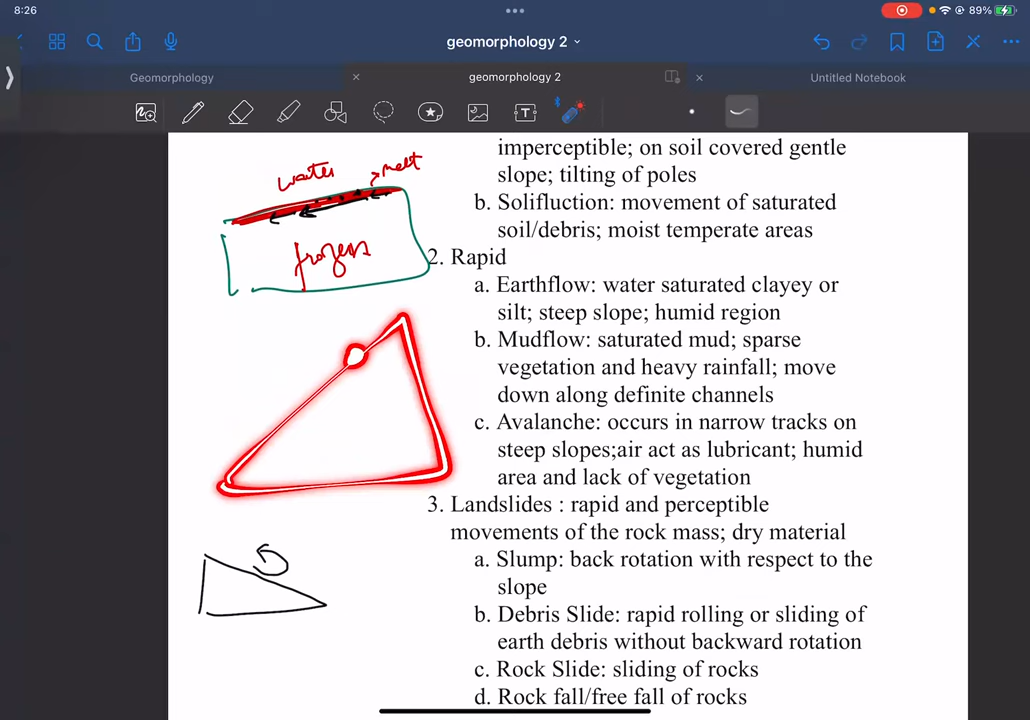 8:26
89%
geomorphology 2
Geomorphology
geomorphology 2
Untitled Notebook
water
melt
frozen
imperceptible; on soil covered gentle
slope; tilting of poles
b. Solifluction: movement of saturated
soil/debris; moist temperate areas
2. Rapid
a. Earthflow: water saturated clayey or
silt; steep slope; humid region
b. Mudflow: saturated mud; sparse
vegetation and heavy rainfall; move
down along definite channels
c. Avalanche: occurs in narrow tracks on
steep slopes;air act as lubricant; humid
area and lack of vegetation
3. Landslides : rapid and perceptible
movements of the rock mass; dry material
a. Slump: back rotation with respect to the
slope
b. Debris Slide: rapid rolling or sliding of
earth debris without backward rotation
c. Rock Slide: sliding of rocks
d. Rock fall/free fall of rocks